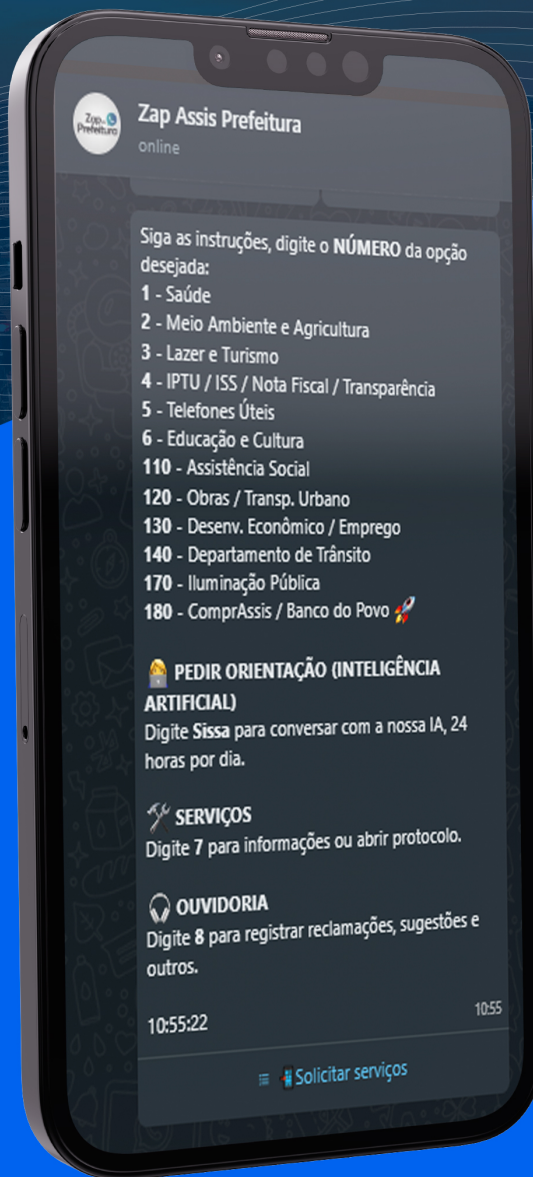 Zap
Prefeitura
Zap Assis Prefeitura
online
Siga as instruções, digite o NÚMERO da opção
desejada:
1 - Saúde
2 - Meio Ambiente e Agricultura
3 - Lazer e Turismo
4 - IPTU / ISS / Nota Fiscal / Transparência
5 - Telefones Úteis
6 - Educação e Cultura
110 - Assistência Social
120 - Obras / Transp. Urbano
130 - Desenv. Econômico / Emprego
140 - Departamento de Trânsito
170 - Iluminação Pública
180 - ComprAssis / Banco do Povo 🚀
🙋‍♀️ PEDIR ORIENTAÇÃO (INTELIGÊNCIA
ARTIFICIAL)
Digite Sissa para conversar com a nossa IA, 24
horas por dia.
🛠 SERVIÇOS
Digite 7 para informações ou abrir protocolo.
🎧 OUVIDORIA
Digite 8 para registrar reclamações, sugestões e
outros.
10:55:22
10:55
📲 Solicitar serviços